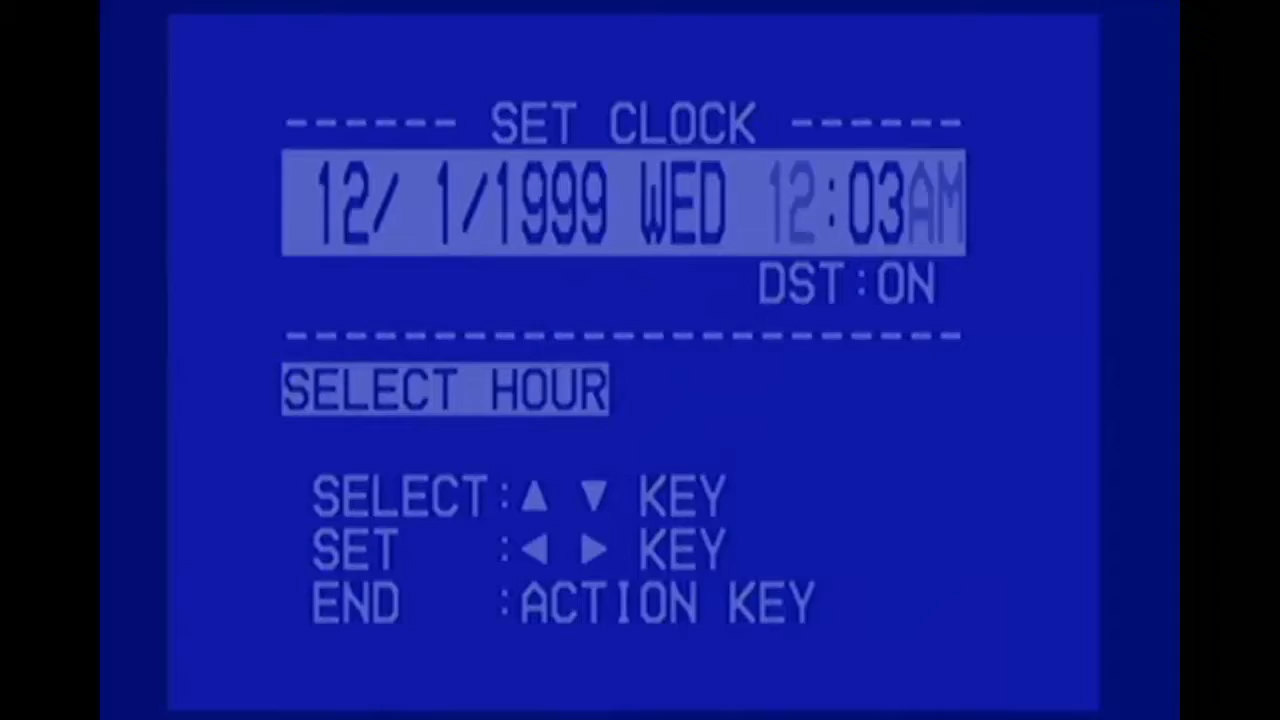 ------ SET CLOCK ------
12/ 1/1999 WED 12:03AM
DST:ON
-----------------------
SELECT HOUR
SELECT:▲ ▼ KEY
SET :◀ ▶ KEY
END :ACTION KEY